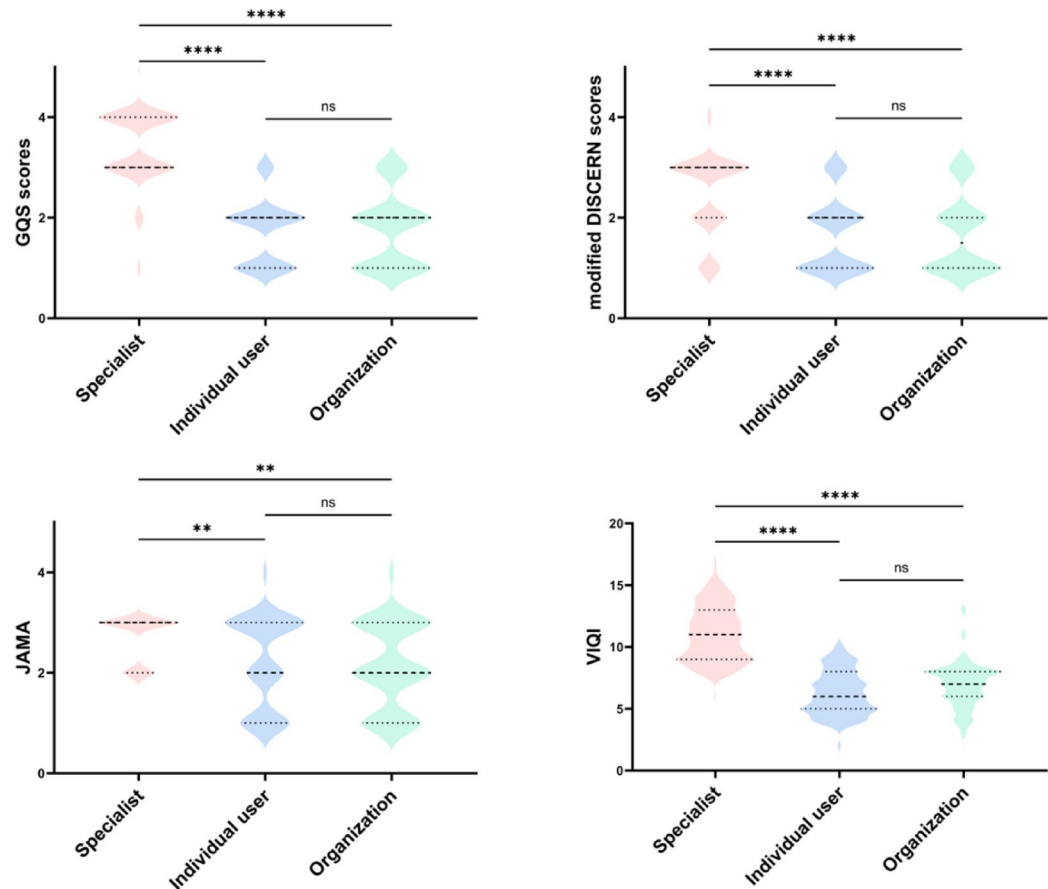 ****
****
ns
GQS scores
4
2
0
Specialist
Individual user
Organization
****
****
ns
modified DISCERN scores
4
2
0
Specialist
Individual user
Organization
**
ns
**
JAMA
4
2
0
Specialist
Individual user
Organization
****
****
ns
VIQI
20
15
10
5
0
Specialist
Individual user
Organization